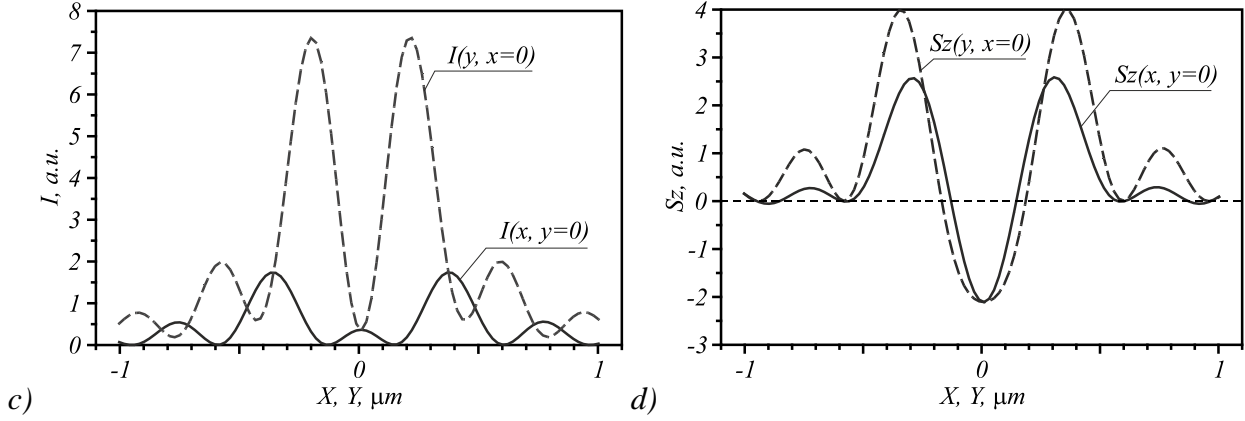 8
7
6
5
4
3
2
1
0
I, a.u.
I(y, x=0)
I(x, y=0)
-1 0 1
X, Y, μm
c)
4
3
2
1
0
-1
-2
-3
Sz, a.u.
Sz(y, x=0)
Sz(x, y=0)
-1 0 1
X, Y, μm
d)